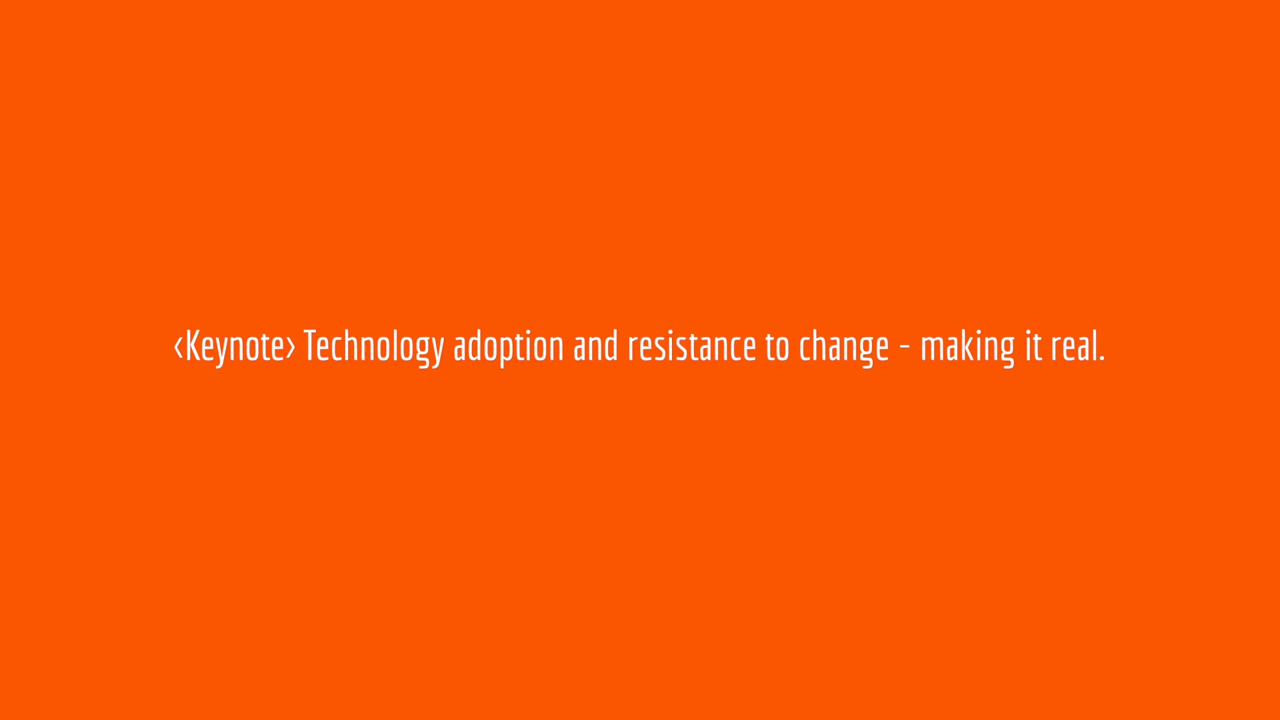 ‹Keynote› Technology adoption and resistance to change - making it real.